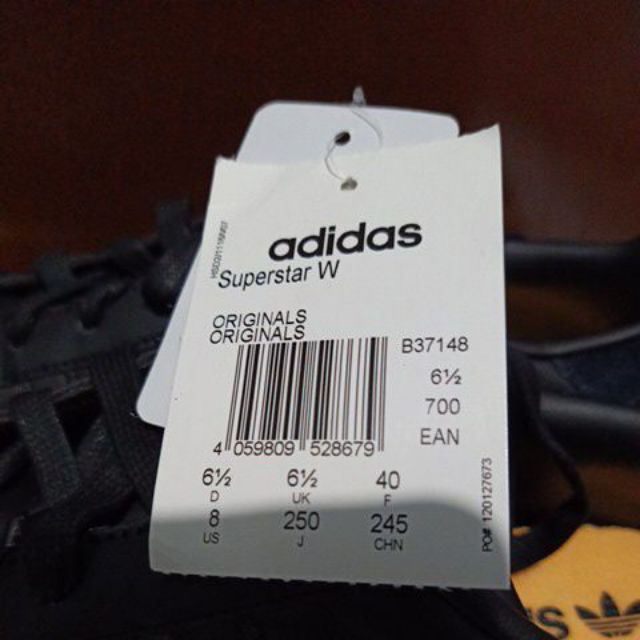 adidas
Superstar W
ORIGINALS
ORIGINALS
B37148
6½
700
EAN
4 059809 528679
6½ 6½ 40
D UK F
8 250 245
US J CHN
PO# 120127673